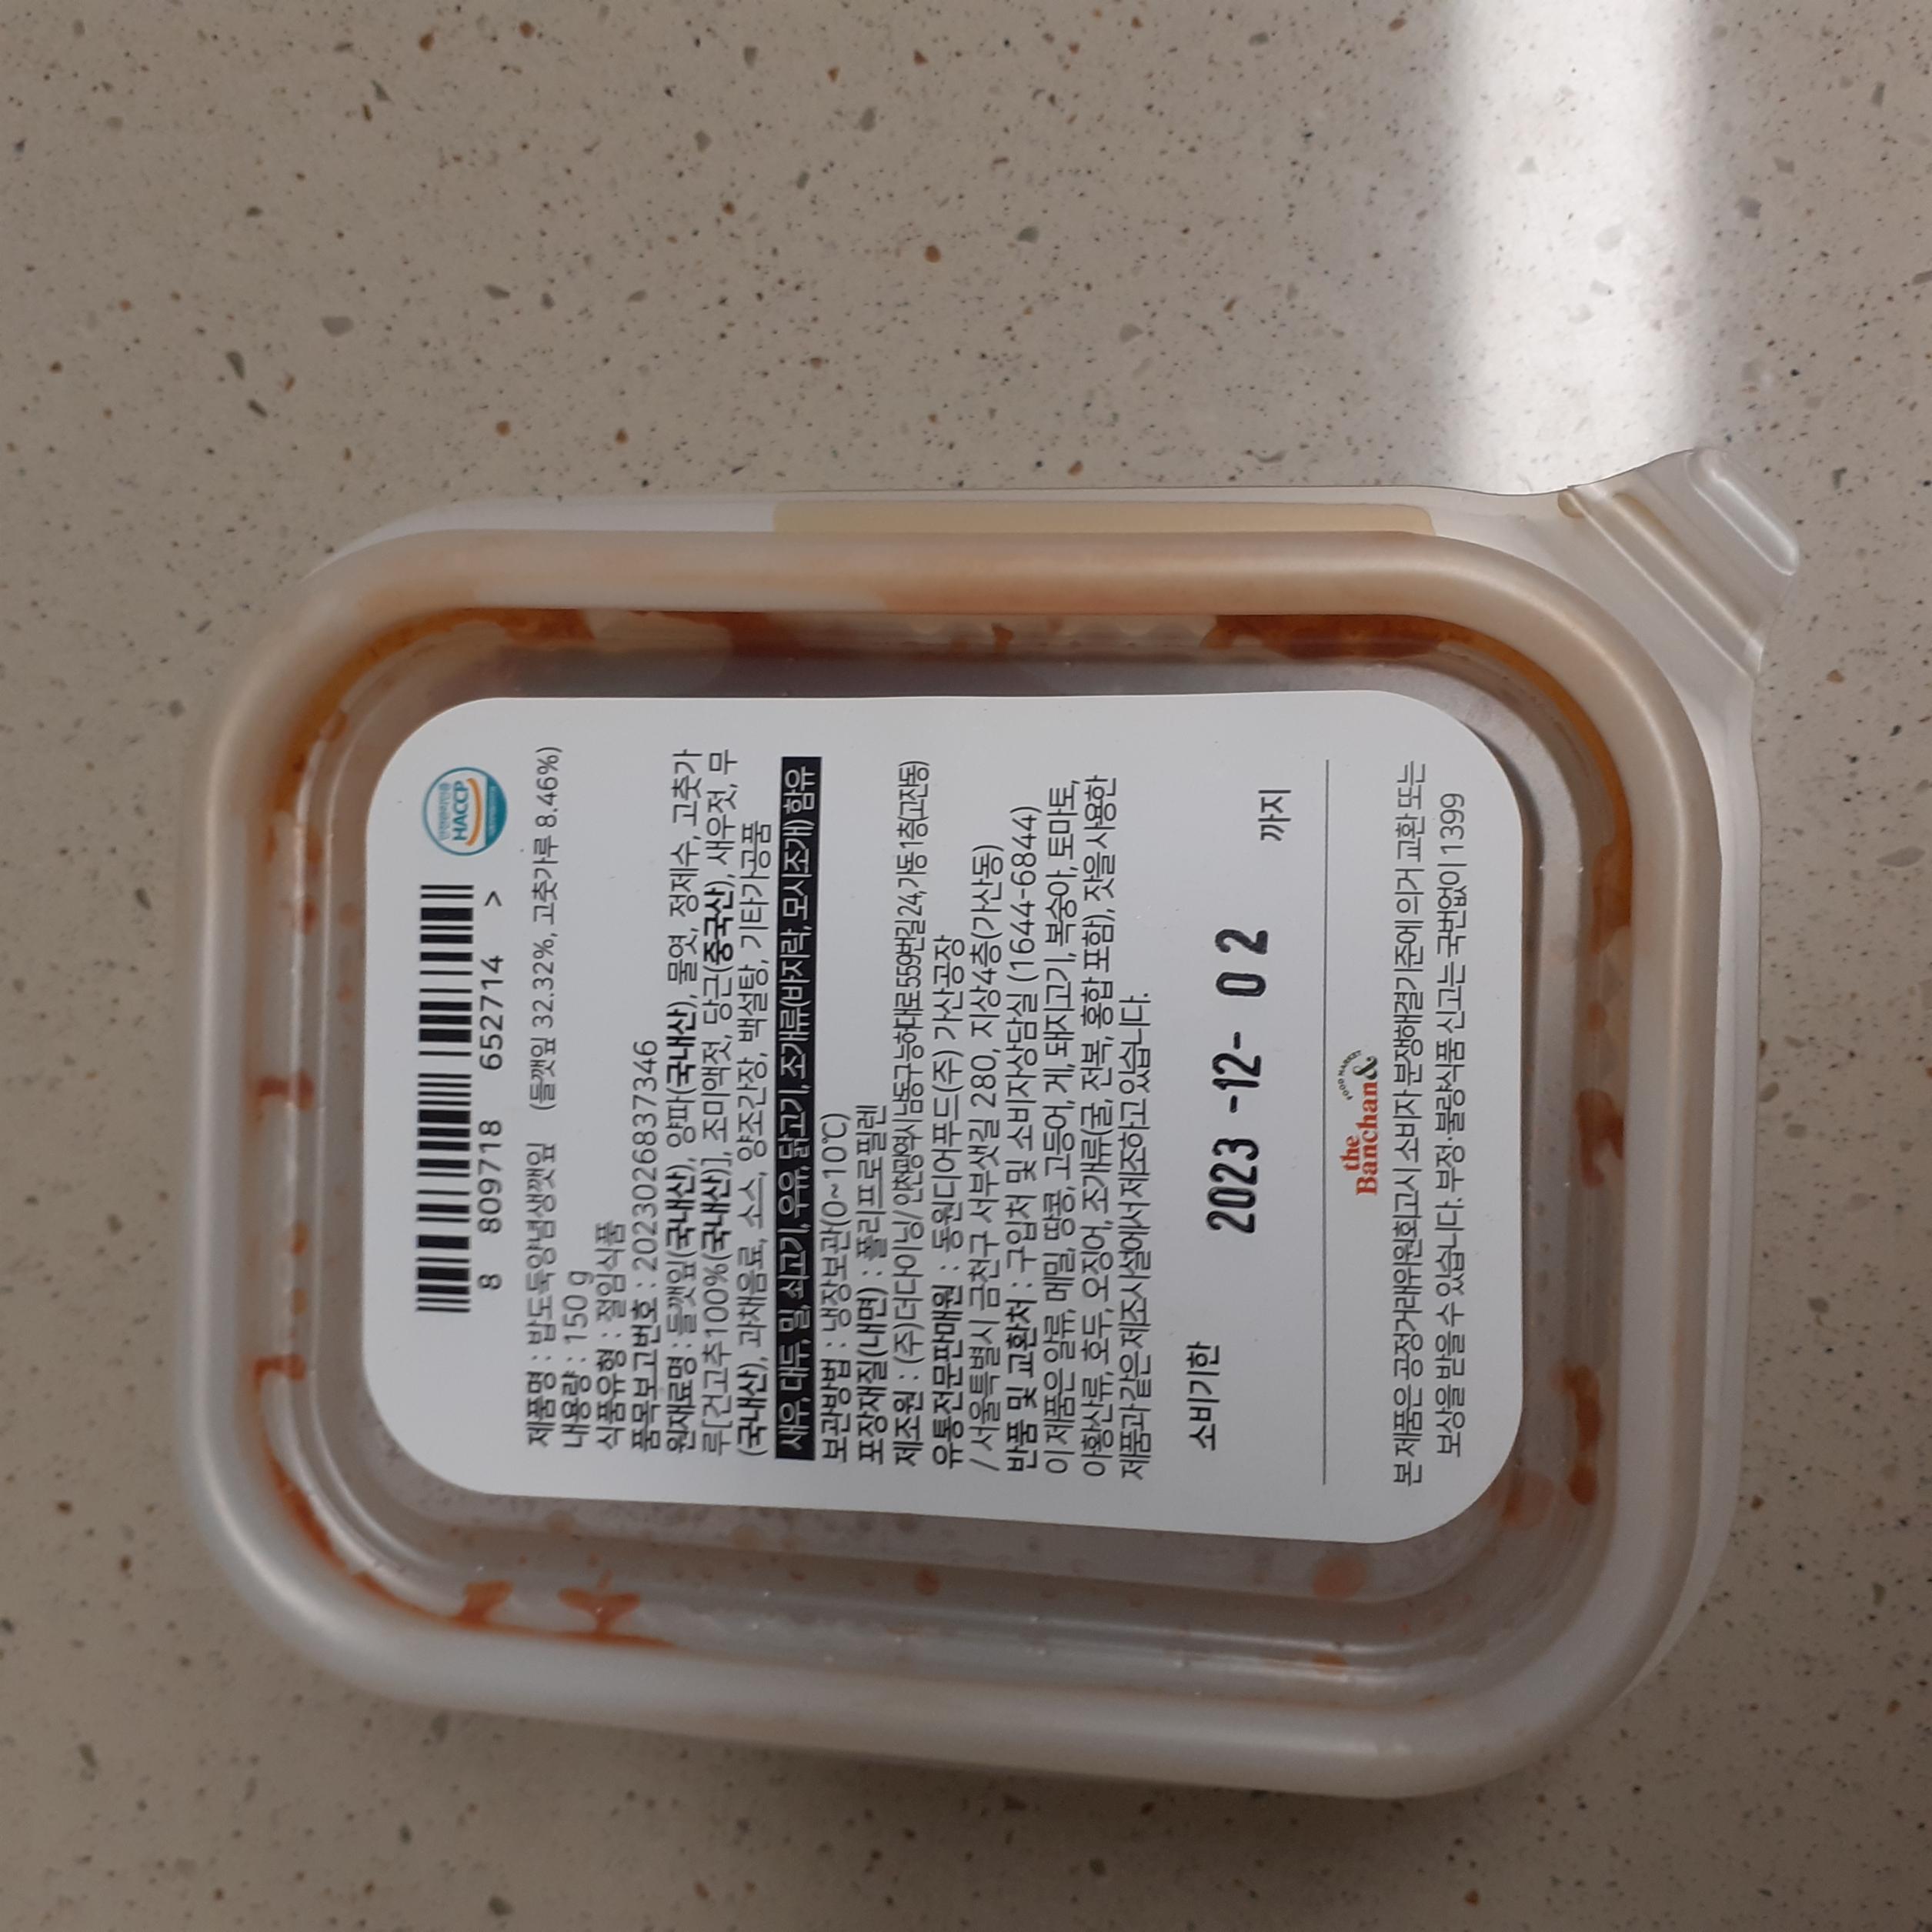 HACCP
8 809718 652714 >
제품명 : 밥도둑양념생깻잎 (들깻잎 32.32%, 고춧가루 8.46%)
내용량 : 150 g
식품유형 : 절임식품
품목보고번호 : 2023026837346
원재료명 : 들깻잎(국내산), 양파(국내산), 물엿, 정제수, 고춧가
루[건고추100%(국내산)], 조미액젓, 당근(중국산), 새우젓, 무
(국내산), 과채음료, 소스, 양조간장, 백설탕, 기타가공품
새우, 대두, 밀, 쇠고기, 우유, 닭고기, 조개류(바지락, 모시조개) 함유
보관방법 : 냉장보관(0~10℃)
포장재질(내면) : 폴리프로필렌
제조원 : (주)더다이닝/ 인천광역시 남동구 능허대로 559번길 24, 가동 1층(고잔동)
유통전문판매원 : 동원디어푸드(주) 가산공장
/ 서울특별시 금천구 서부샛길 280, 지상4층(가산동)
반품 및 교환처 : 구입처 및 소비자상담실 (1644-6844)
이 제품은 알류, 메밀, 땅콩, 고등어, 게, 돼지고기, 복숭아, 토마토,
아황산류, 호두, 오징어, 조개류(굴, 전복, 홍합 포함), 잣을 사용한
제품과 같은 제조시설에서 제조하고 있습니다.
소비기한 2023 -12- 02 까지
the
Banchan&
FOOD MARKET
본 제품은 공정거래위원회고시 소비자 분쟁해결기준에 의거 교환 또는
보상을 받을 수 있습니다. 부정·불량식품 신고는 국번없이 1399